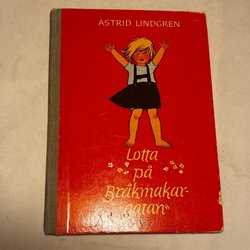 ASTRID LINDGREN
Lotta
på
Bråkmakar-
gatan